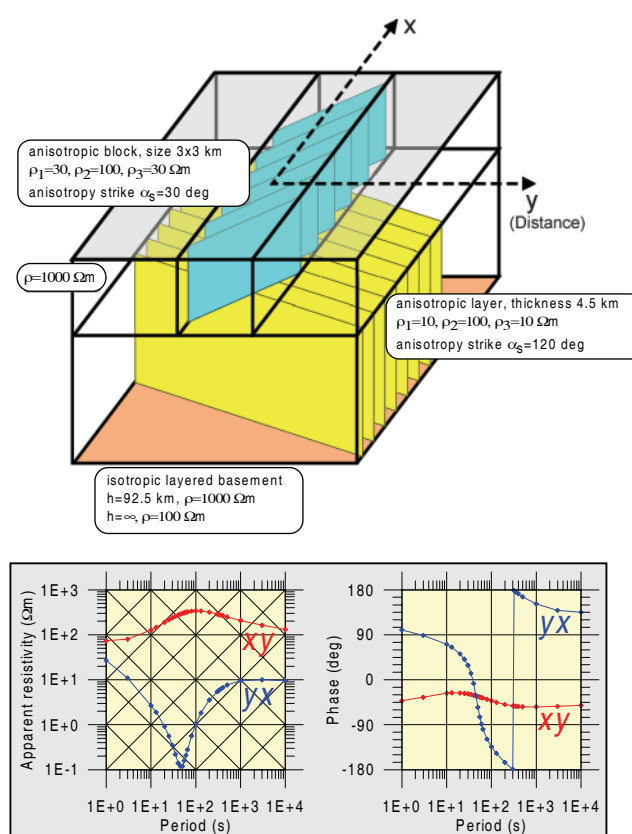 x
anisotropic block, size 3x3 km
ρ1=30, ρ2=100, ρ3=30 Ωm
anisotropy strike αs=30 deg
y
(Distance)
ρ=1000 Ωm
anisotropic layer, thickness 4.5 km
ρ1=10, ρ2=100, ρ3=10 Ωm
anisotropy strike αs=120 deg
isotropic layered basement
h=92.5 km, ρ=1000 Ωm
h=∞, ρ=100 Ωm
Apparent resistivity (Ωm)
1E+3
1E+2
1E+1
1E+0
1E-1
xy
yx
1E+0 1E+1 1E+2 1E+3 1E+4
Period (s)
Phase (deg)
180
90
0
-90
-180
yx
xy
1E+0 1E+1 1E+2 1E+3 1E+4
Period (s)